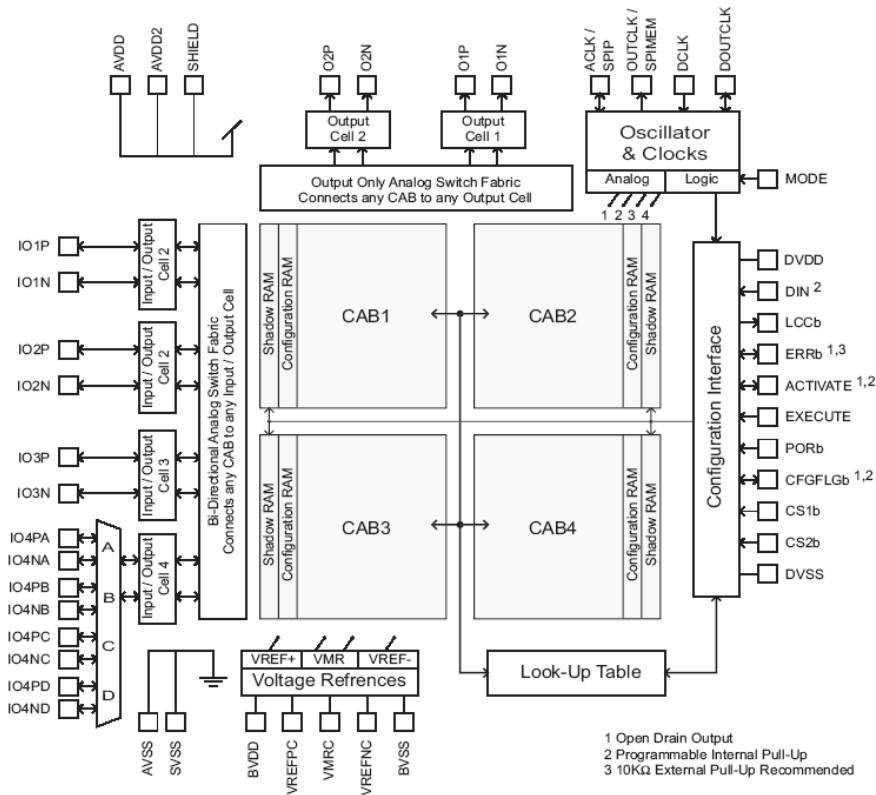 AVDD
AVDD2
SHIELD
O2P
O2N
O1P
O1N
ACLK /
SPIP
OUTCLK /
SPIMEM
DCLK
DOUTCLK
Output
Cell 2
Output
Cell 1
Oscillator
& Clocks
Analog
Logic
MODE
1 2 3 4
Output Only Analog Switch Fabric
Connects any CAB to any Output Cell
IO1P
IO1N
Input / Output
Cell 2
IO2P
IO2N
Input / Output
Cell 2
IO3P
IO3N
Input / Output
Cell 3
IO4PA
IO4NA
IO4PB
IO4NB
IO4PC
IO4NC
IO4PD
IO4ND
A
B
C
D
Input / Output
Cell 4
Bi-Directional Analog Switch Fabric
Connects any CAB to any Input / Output Cell
Shadow RAM
Configuration RAM
CAB1
CAB2
Configuration RAM
Shadow RAM
Shadow RAM
Configuration RAM
CAB3
CAB4
Configuration RAM
Shadow RAM
Configuration Interface
DVDD
DIN 2
LCCb
ERRb 1,3
ACTIVATE 1,2
EXECUTE
PORb
CFGFLGb 1,2
CS1b
CS2b
DVSS
AVSS
SVSS
VREF+
VMR
VREF-
Voltage Refrences
BVDD
VREFPC
VMRC
VREFNC
BVSS
Look-Up Table
1 Open Drain Output
2 Programmable Internal Pull-Up
3 10KΩ External Pull-Up Recommended